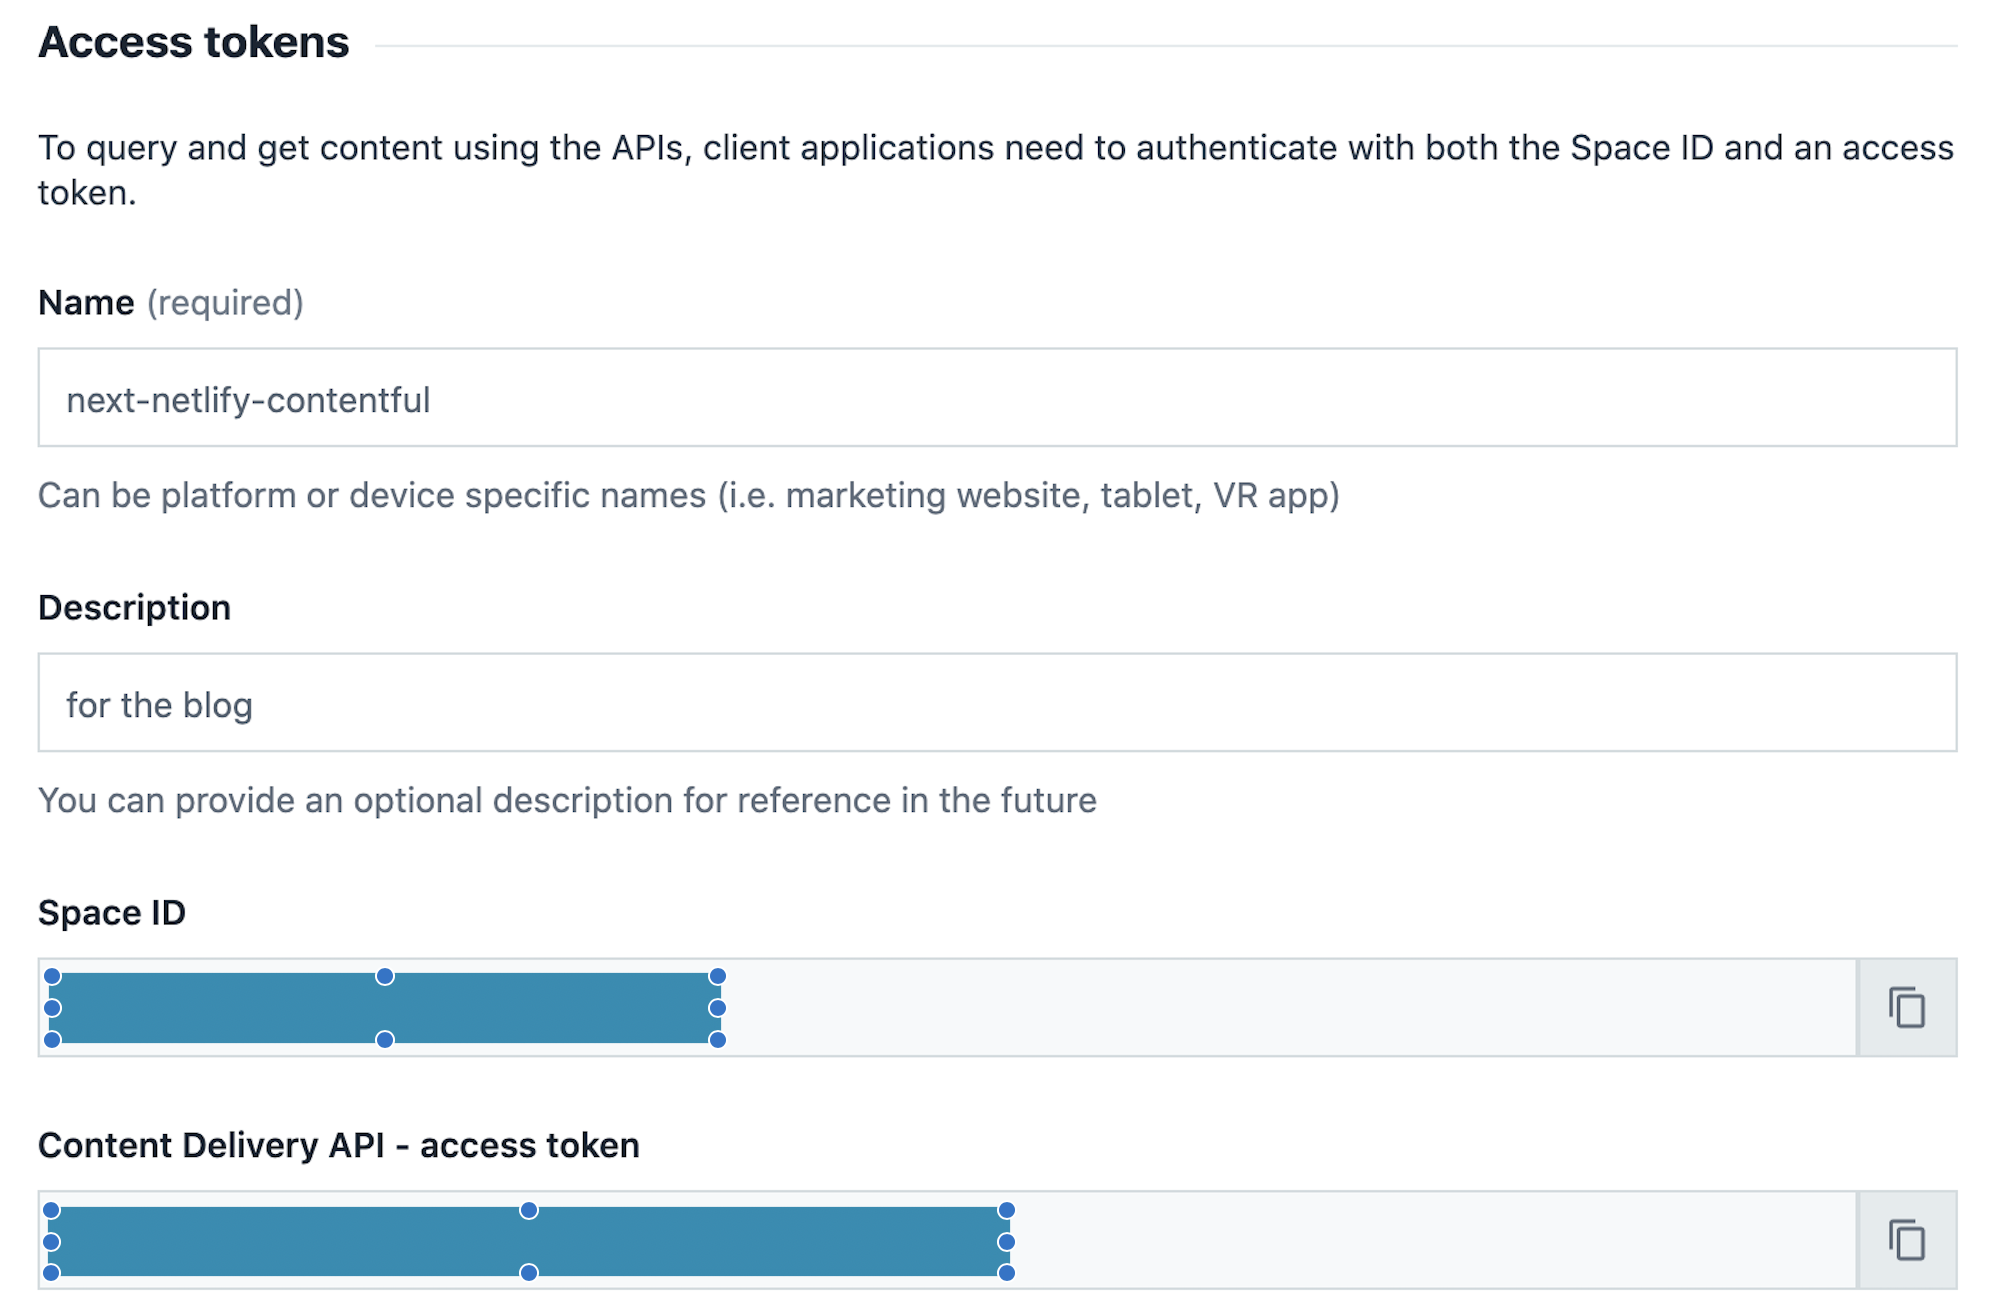 Access tokens
To query and get content using the APIs, client applications need to authenticate with both the Space ID and an access
token.
Name (required)
next-netlify-contentful
Can be platform or device specific names (i.e. marketing website, tablet, VR app)
Description
for the blog
You can provide an optional description for reference in the future
Space ID
Content Delivery API - access token